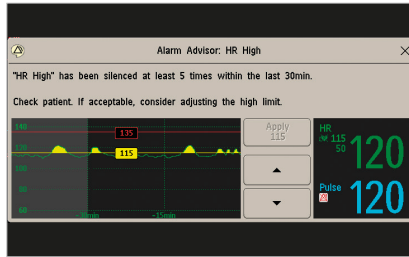 Alarm Advisor: HR High
"HR High" has been silenced at least 5 times within the last 30min.
Check patient. If acceptable, consider adjusting the high limit.
140
135
120
115
100
80
60
-30min
-15min
Apply
115
HR
115
50
120
Pulse
120